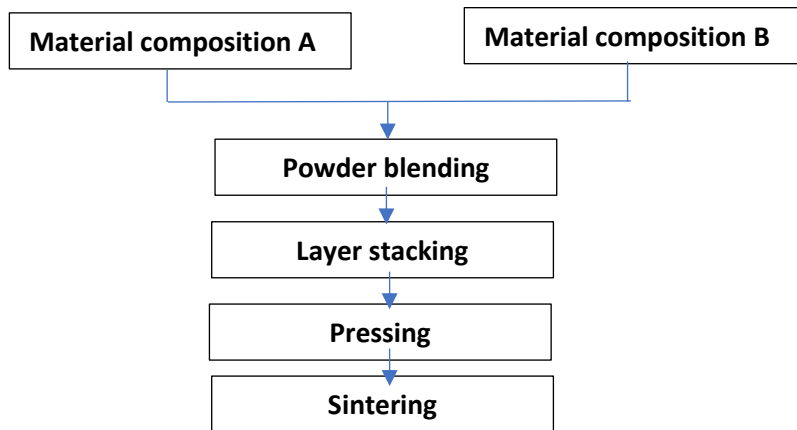 Material composition A
Material composition B
Powder blending
Layer stacking
Pressing
Sintering